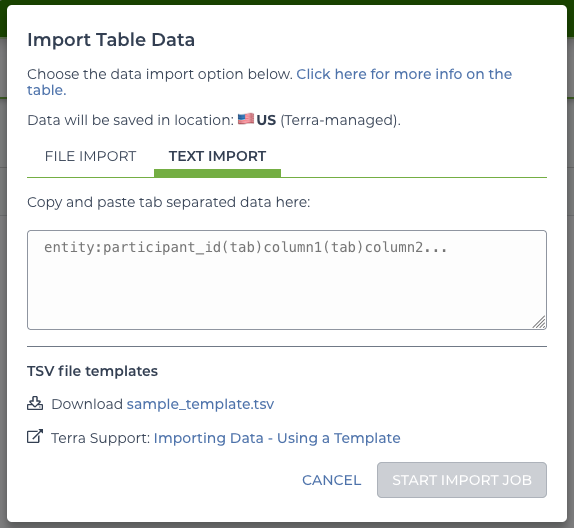 Import Table Data
Choose the data import option below. Click here for more info on the
table.
Data will be saved in location: 🇺🇸 US (Terra-managed).
FILE IMPORT TEXT IMPORT
Copy and paste tab separated data here:
entity:participant_id(tab)column1(tab)column2...
TSV file templates
Download sample_template.tsv
Terra Support: Importing Data - Using a Template
CANCEL START IMPORT JOB